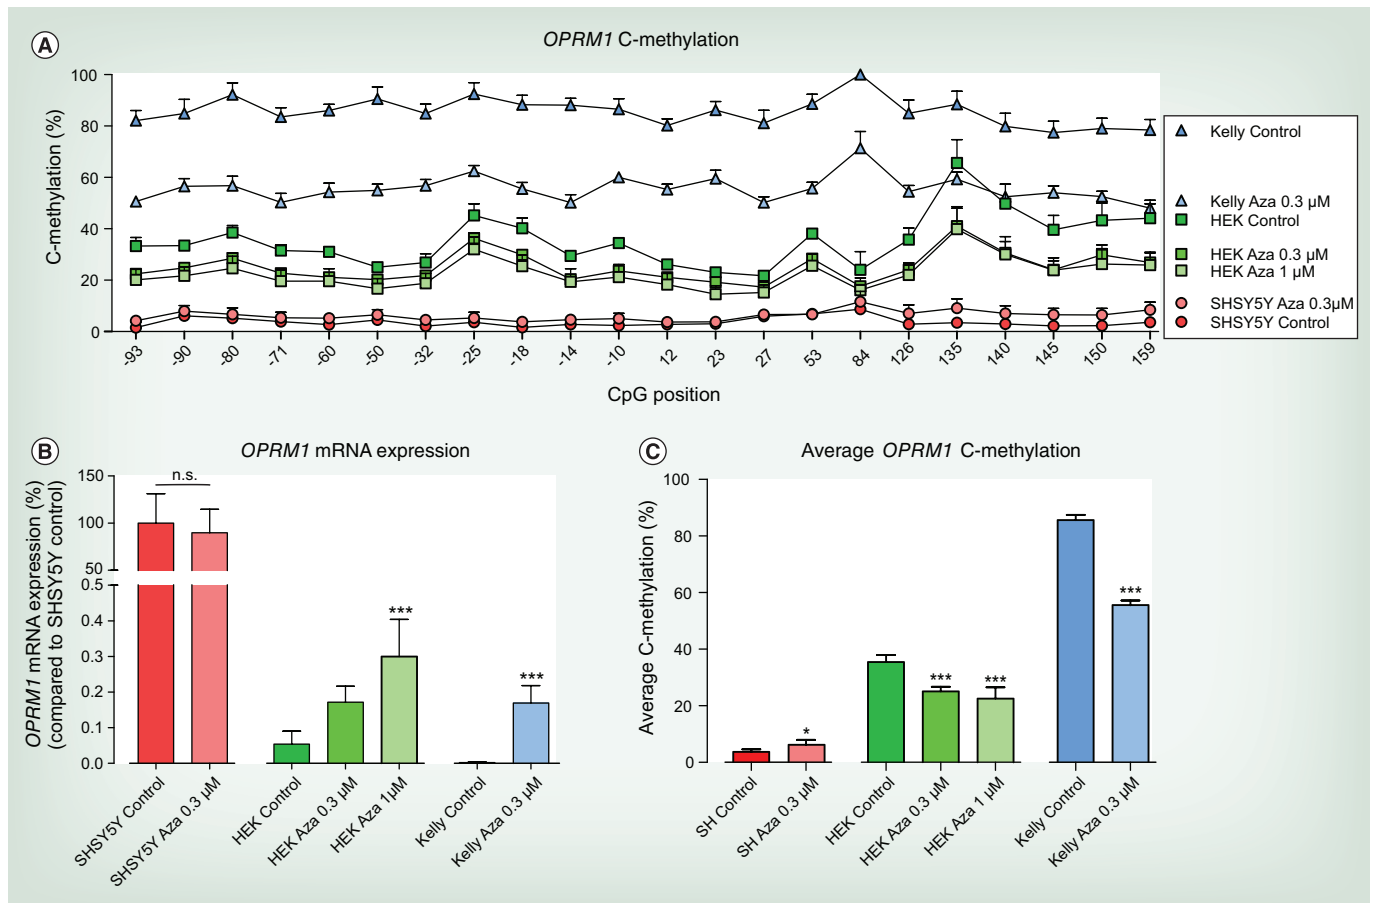 A
OPRM1 C-methylation
C-methylation (%)
100
80
60
40
20
0
-93 -90 -80 -71 -60 -50 -32 -25 -18 -14 -10 12 23 27 53 84 126 135 140 145 150 159
CpG position
Kelly Control
Kelly Aza 0.3 µM
HEK Control
HEK Aza 0.3 µM
HEK Aza 1 µM
SHSY5Y Aza 0.3µM
SHSY5Y Control
B
OPRM1 mRNA expression
OPRM1 mRNA expression (%)
(compared to SHSY5Y control)
150
100
50
0.5
0.4
0.3
0.2
0.1
0.0
n.s.
***
***
SHSY5Y Control
SHSY5Y Aza 0.3 µM
HEK Control
HEK Aza 0.3 µM
HEK Aza 1µM
Kelly Control
Kelly Aza 0.3 µM
C
Average OPRM1 C-methylation
Average C-methylation (%)
100
80
60
40
20
0
*
***
***
***
SH Control
SH Aza 0.3 µM
HEK Control
HEK Aza 0.3 µM
HEK Aza 1 µM
Kelly Control
Kelly Aza 0.3 µM